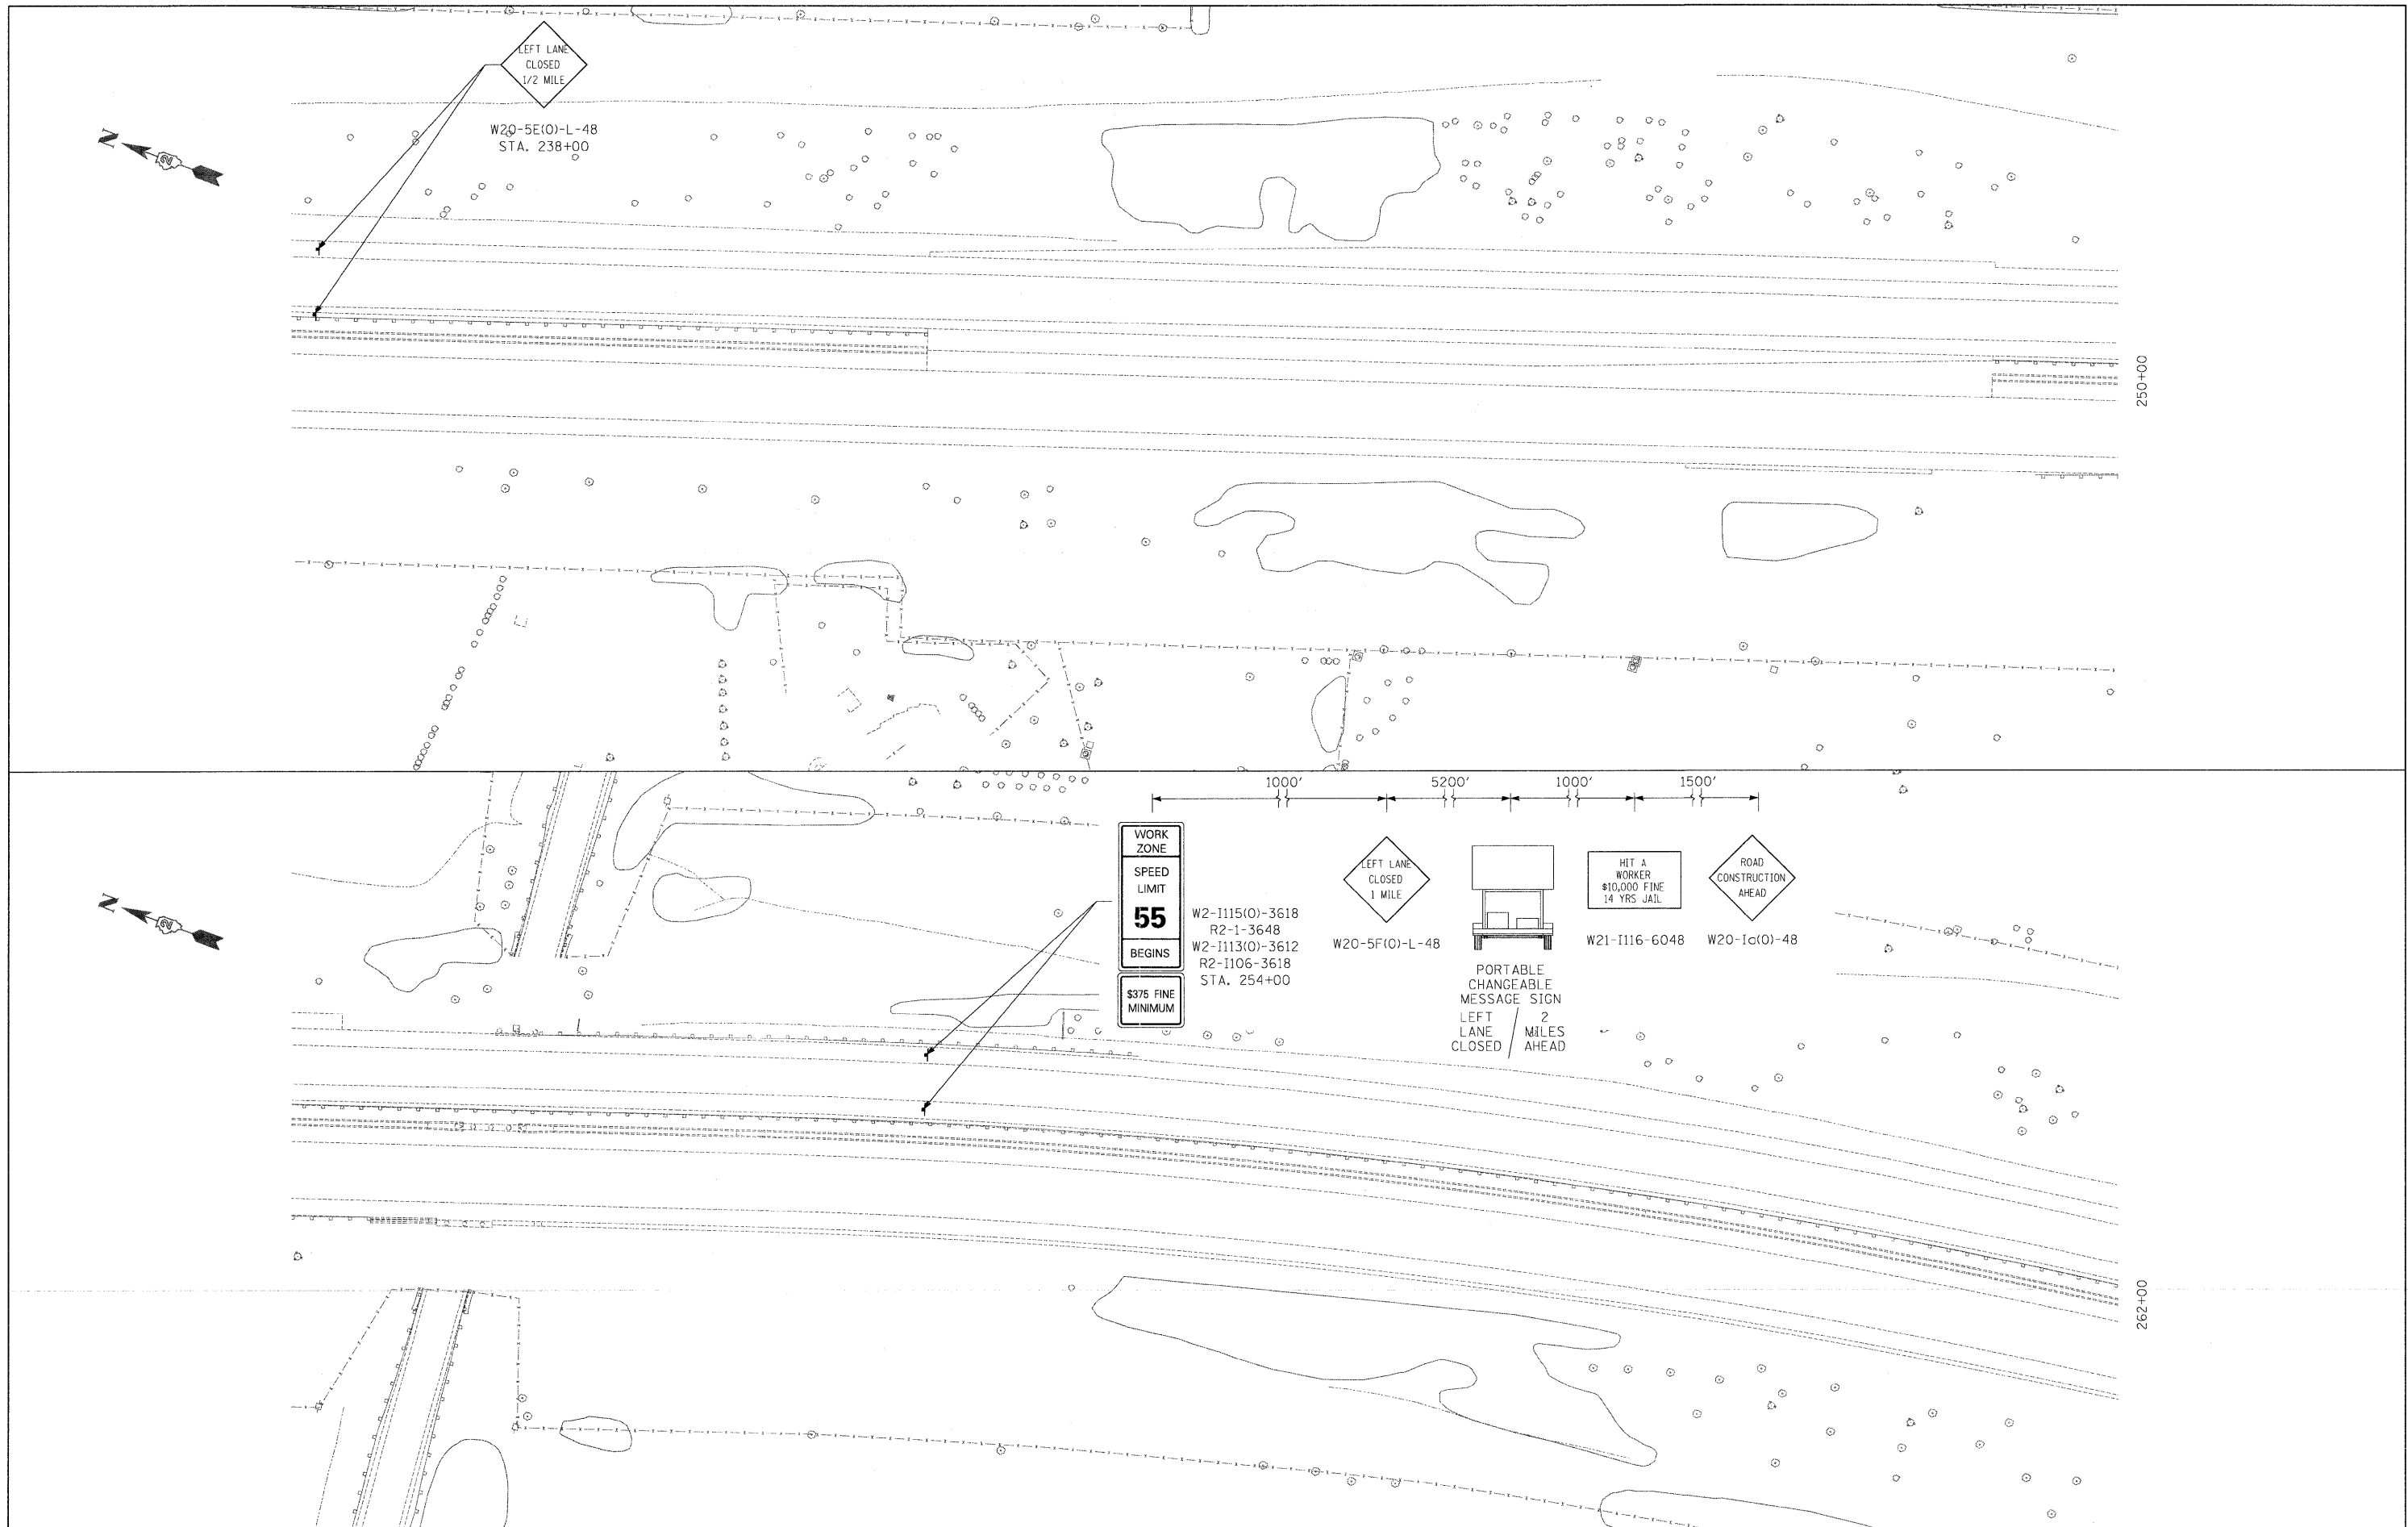 LEFT LANE
CLOSED
1/2 MILE
W20-5E(O)-L-48
STA. 238+00
N
250+00
1000'
5200'
1000'
1500'
WORK
ZONE
SPEED
LIMIT
55
BEGINS
$375 FINE
MINIMUM
W2-I115(O)-3618
R2-1-3648
W2-I113(O)-3612
R2-I106-3618
STA. 254+00
LEFT LANE
CLOSED
1 MILE
W20-5F(O)-L-48
PORTABLE
CHANGEABLE
MESSAGE SIGN
LEFT / 2
LANE / MILES
CLOSED / AHEAD
HIT A
WORKER
$10,000 FINE
14 YRS JAIL
W21-I116-6048
ROAD
CONSTRUCTION
AHEAD
W20-Ia(O)-48
N
262+00